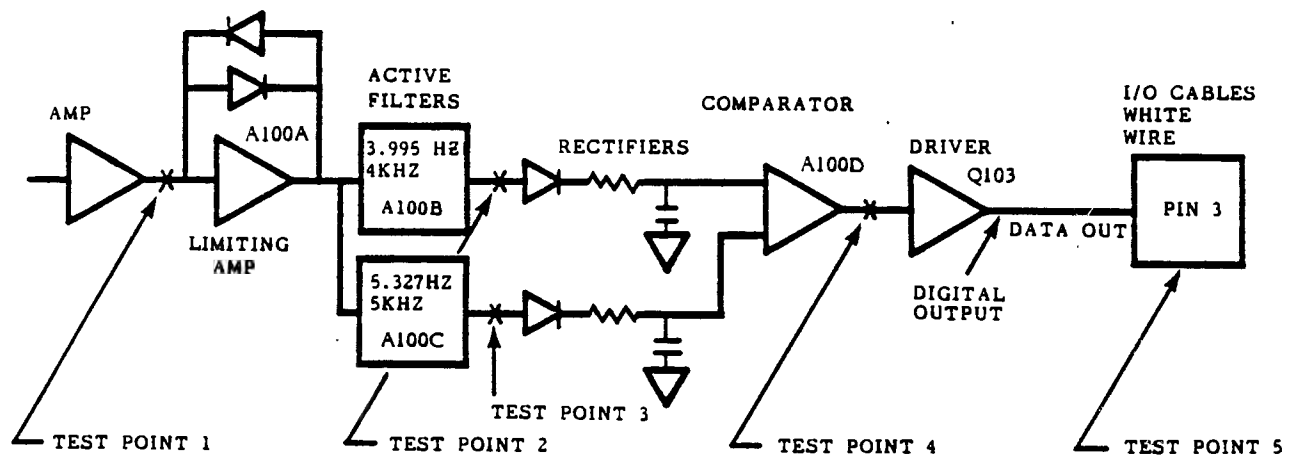 AMP
A100A
LIMITING
AMP
ACTIVE
FILTERS
3.995 HZ
4KHZ
A100B
5.327HZ
5KHZ
A100C
RECTIFIERS
COMPARATOR
A100D
DRIVER
Q103
DATA OUT
DIGITAL
OUTPUT
I/O CABLES
WHITE
WIRE
PIN 3
TEST POINT 1
TEST POINT 2
TEST POINT 3
TEST POINT 4
TEST POINT 5